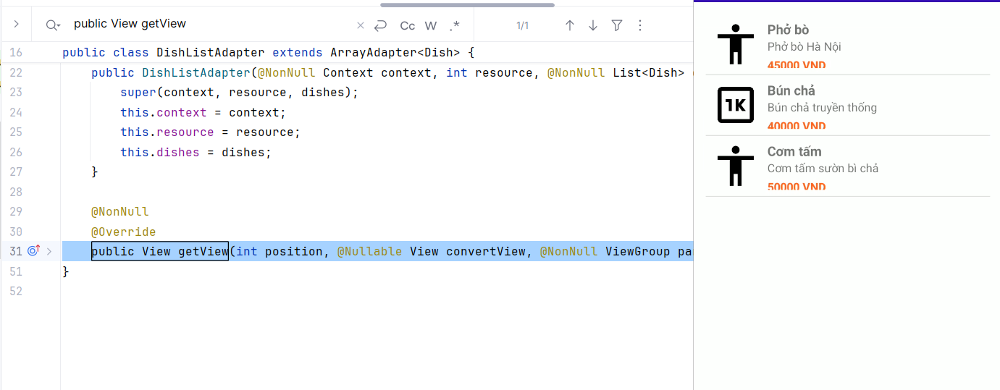 public View getView
Cc W .*
1/1
16 public class DishListAdapter extends ArrayAdapter<Dish> {
22 public DishListAdapter(@NonNull Context context, int resource, @NonNull List<Dish>
23 super(context, resource, dishes);
24 this.context = context;
25 this.resource = resource;
26 this.dishes = dishes;
27 }
28
29 @NonNull
30 @Override
31 public View getView(int position, @Nullable View convertView, @NonNull ViewGroup pa
51 }
52
Phở bò
Phở bò Hà Nội
45000 VND
Bún chả
1K
Bún chả truyền thống
40000 VND
Cơm tấm
Cơm tấm sườn bì chả
50000 VND